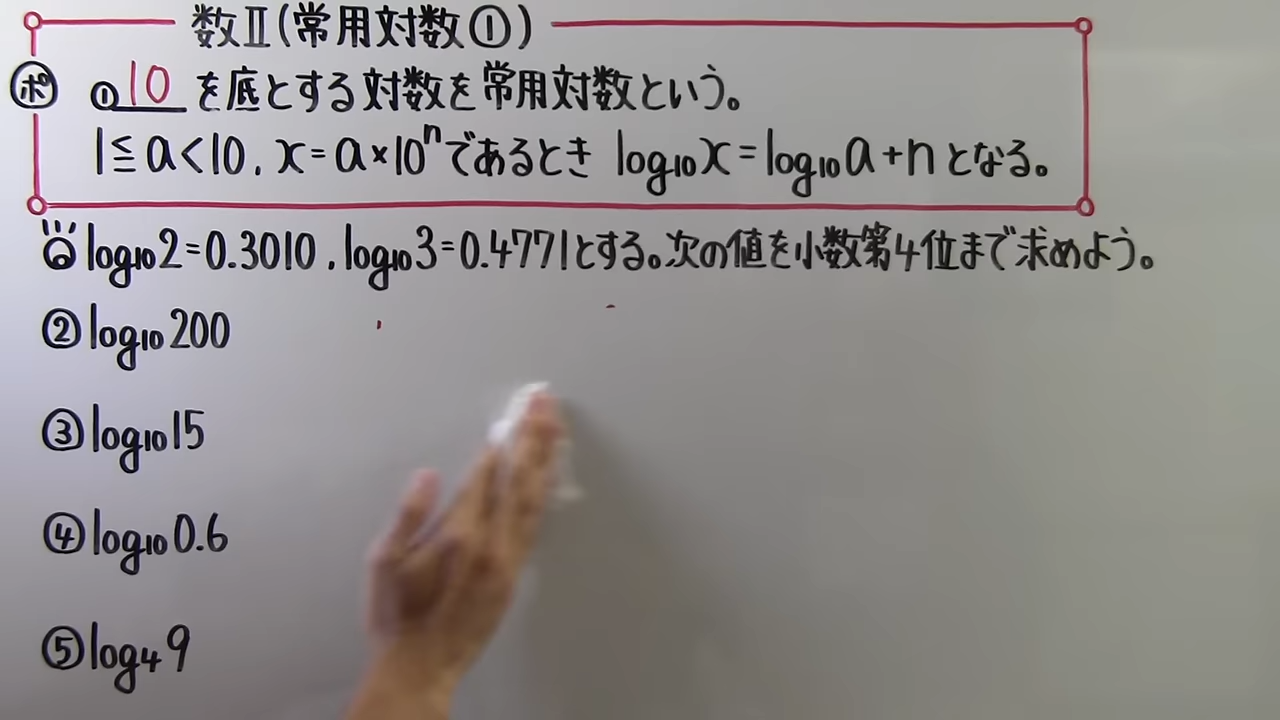 数Ⅱ(常用対数①)
ポ ① 10 を底とする対数を常用対数という。
1≦a<10, x=a×10ⁿであるとき log₁₀x=log₁₀a+nとなる。
log₁₀2=0.3010, log₁₀3=0.4771とする。次の値を小数第4位まで求めよう。
②log₁₀200
③log₁₀15
④log₁₀0.6
⑤log₄9